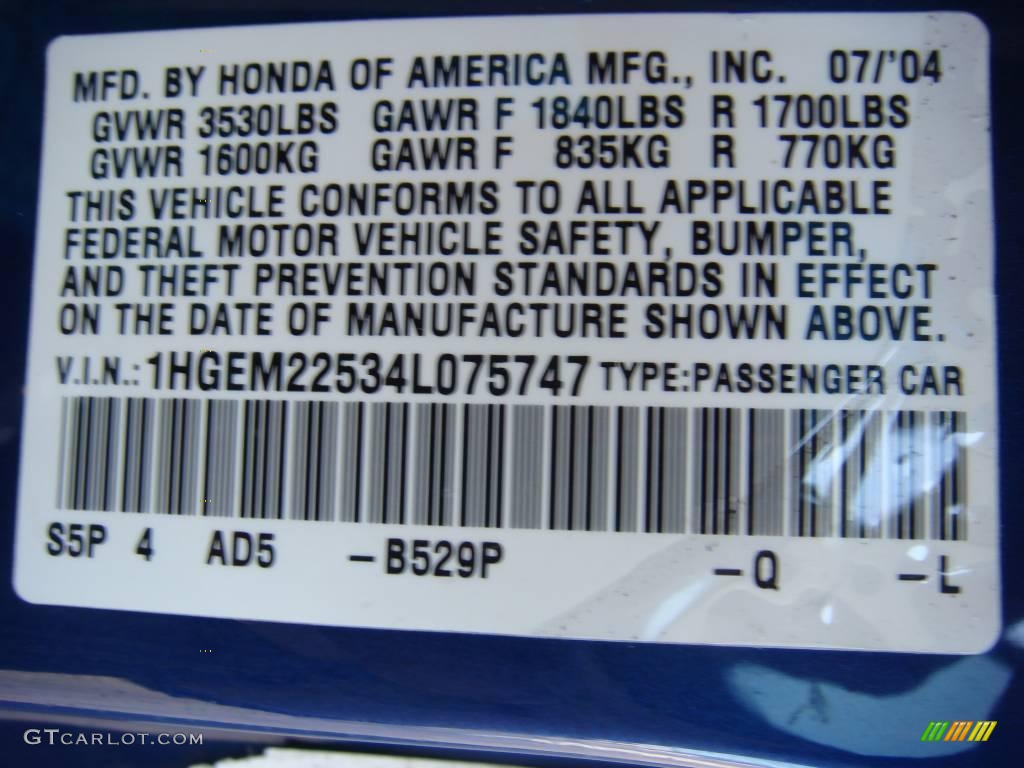 MFD. BY HONDA OF AMERICA MFG., INC. 07/'04
GVWR 3530LBS GAWR F 1840LBS R 1700LBS
GVWR 1600KG GAWR F 835KG R 770KG
THIS VEHICLE CONFORMS TO ALL APPLICABLE
FEDERAL MOTOR VEHICLE SAFETY, BUMPER,
AND THEFT PREVENTION STANDARDS IN EFFECT
ON THE DATE OF MANUFACTURE SHOWN ABOVE.
V.I.N.: 1HGEM22534L075747 TYPE:PASSENGER CAR
S5P 4 AD5 -B529P -Q -L
GTCARLOT.COM